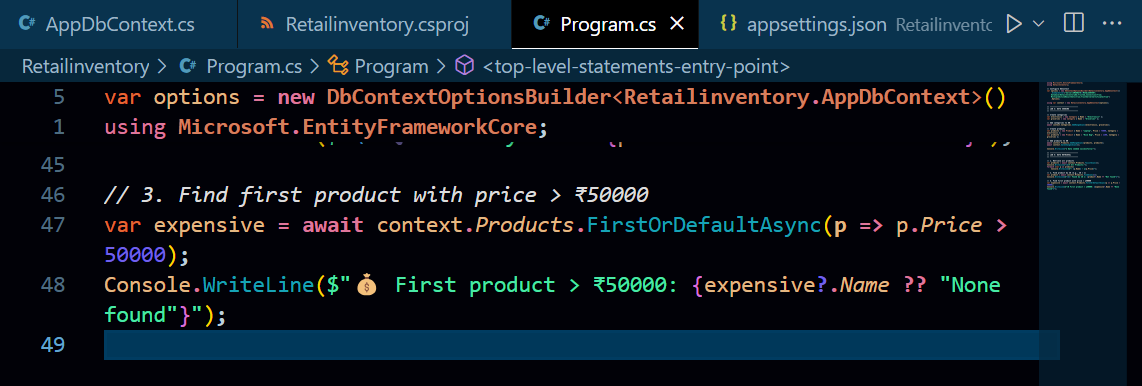 AppDbContext.cs Retailinventory.csproj Program.cs appsettings.json Retailinventc
Retailinventory > Program.cs > Program > <top-level-statements-entry-point>
5 var options = new DbContextOptionsBuilder<Retailinventory.AppDbContext>()
1 using Microsoft.EntityFrameworkCore;
45
46 // 3. Find first product with price > ₹50000
47 var expensive = await context.Products.FirstOrDefaultAsync(p => p.Price >
50000);
48 Console.WriteLine($"💰 First product > ₹50000: {expensive?.Name ?? "None
found"}");
49